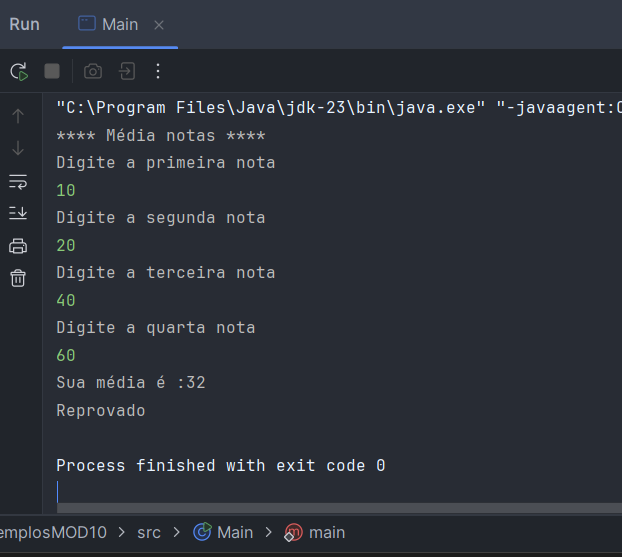 Run Main
"C:\Program Files\Java\jdk-23\bin\java.exe" "-javaagent:
**** Média notas ****
Digite a primeira nota
10
Digite a segunda nota
20
Digite a terceira nota
40
Digite a quarta nota
60
Sua média é :32
Reprovado
Process finished with exit code 0
emplosMOD10 > src > Main > main